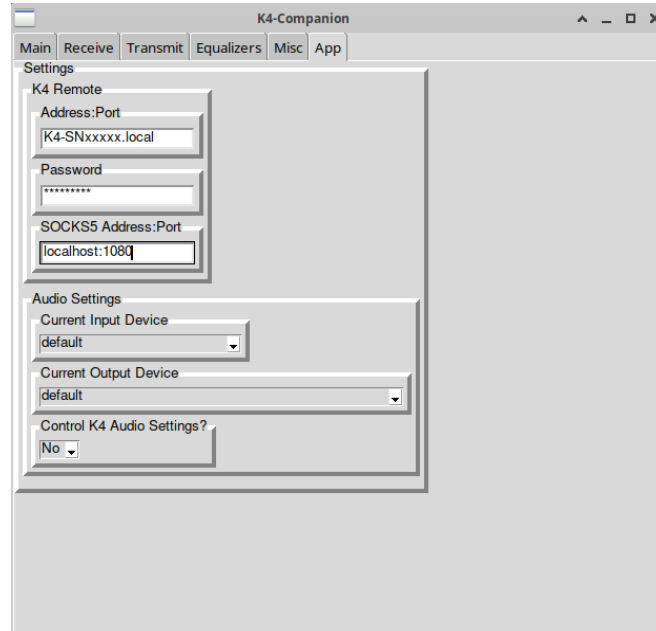 K4-Companion
Main Receive Transmit Equalizers Misc App
Settings
K4 Remote
Address:Port
K4-SNxxxxx.local
Password
*********
SOCKS5 Address:Port
localhost:1080
Audio Settings
Current Input Device
default
Current Output Device
default
Control K4 Audio Settings?
No